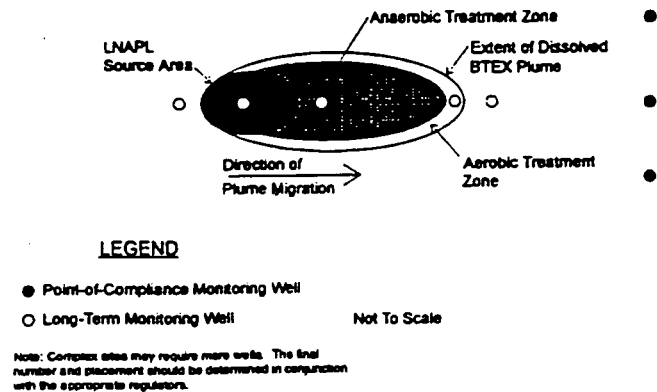 Anaerobic Treatment Zone
LNAPL
Source Area
Extent of Dissolved
BTEX Plume
Direction of
Plume Migration
Aerobic Treatment
Zone
LEGEND
Point-of-Compliance Monitoring Well
Long-Term Monitoring Well
Not To Scale
Note: Complex sites may require more wells. The final
number and placement should be determined in conjunction
with the appropriate regulators.